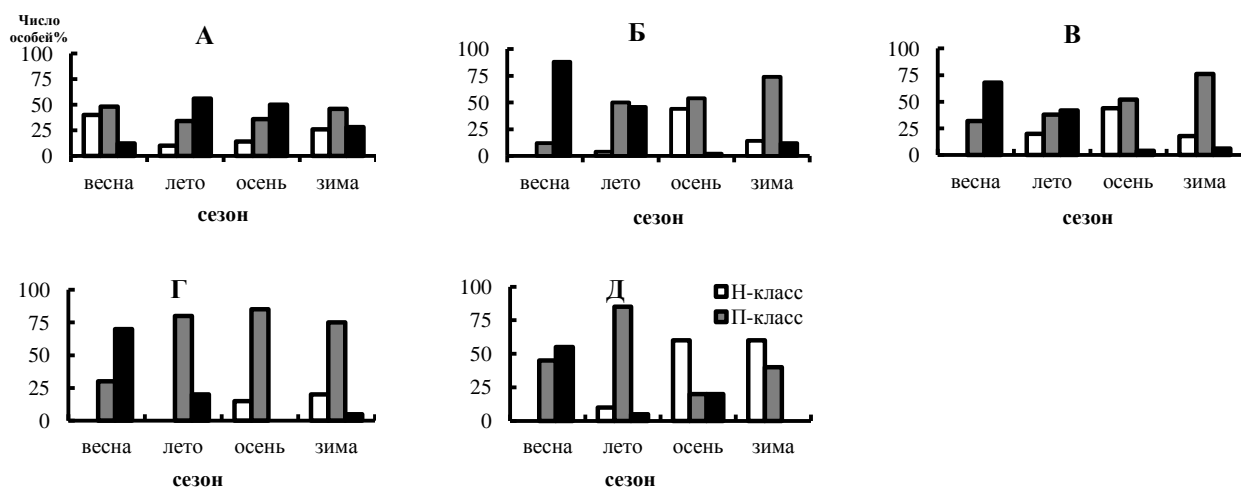 Число
особей%
А
100
75
50
25
0
весна лето осень зима
сезон
Б
100
75
50
25
0
весна лето осень зима
сезон
В
100
75
50
25
0
весна лето осень зима
сезон
Г
100
75
50
25
0
весна лето осень зима
сезон
Д
Н-класс
П-класс
100
75
50
25
0
весна лето осень зима
сезон